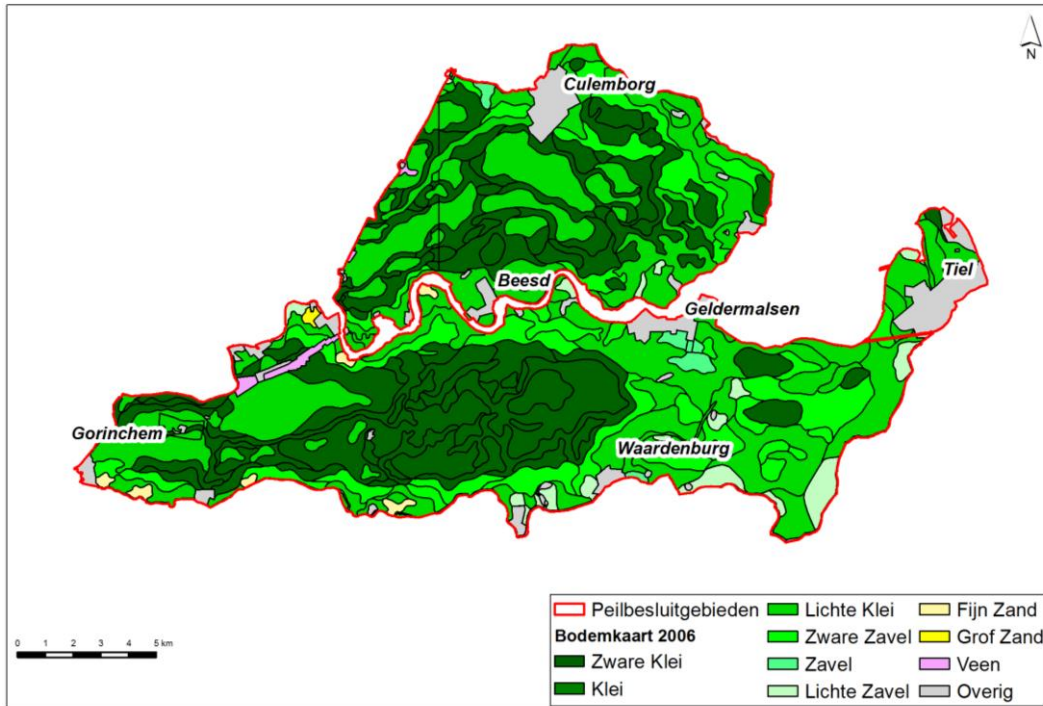 N
Culemborg
Tiel
Beesd
Geldermalsen
Gorinchem
Waardenburg
0 1 2 3 4 5 km
Peilbesluitgebieden
Bodemkaart 2006
Zware Klei
Klei
Lichte Klei
Zware Zavel
Zavel
Lichte Zavel
Fijn Zand
Grof Zand
Veen
Overig